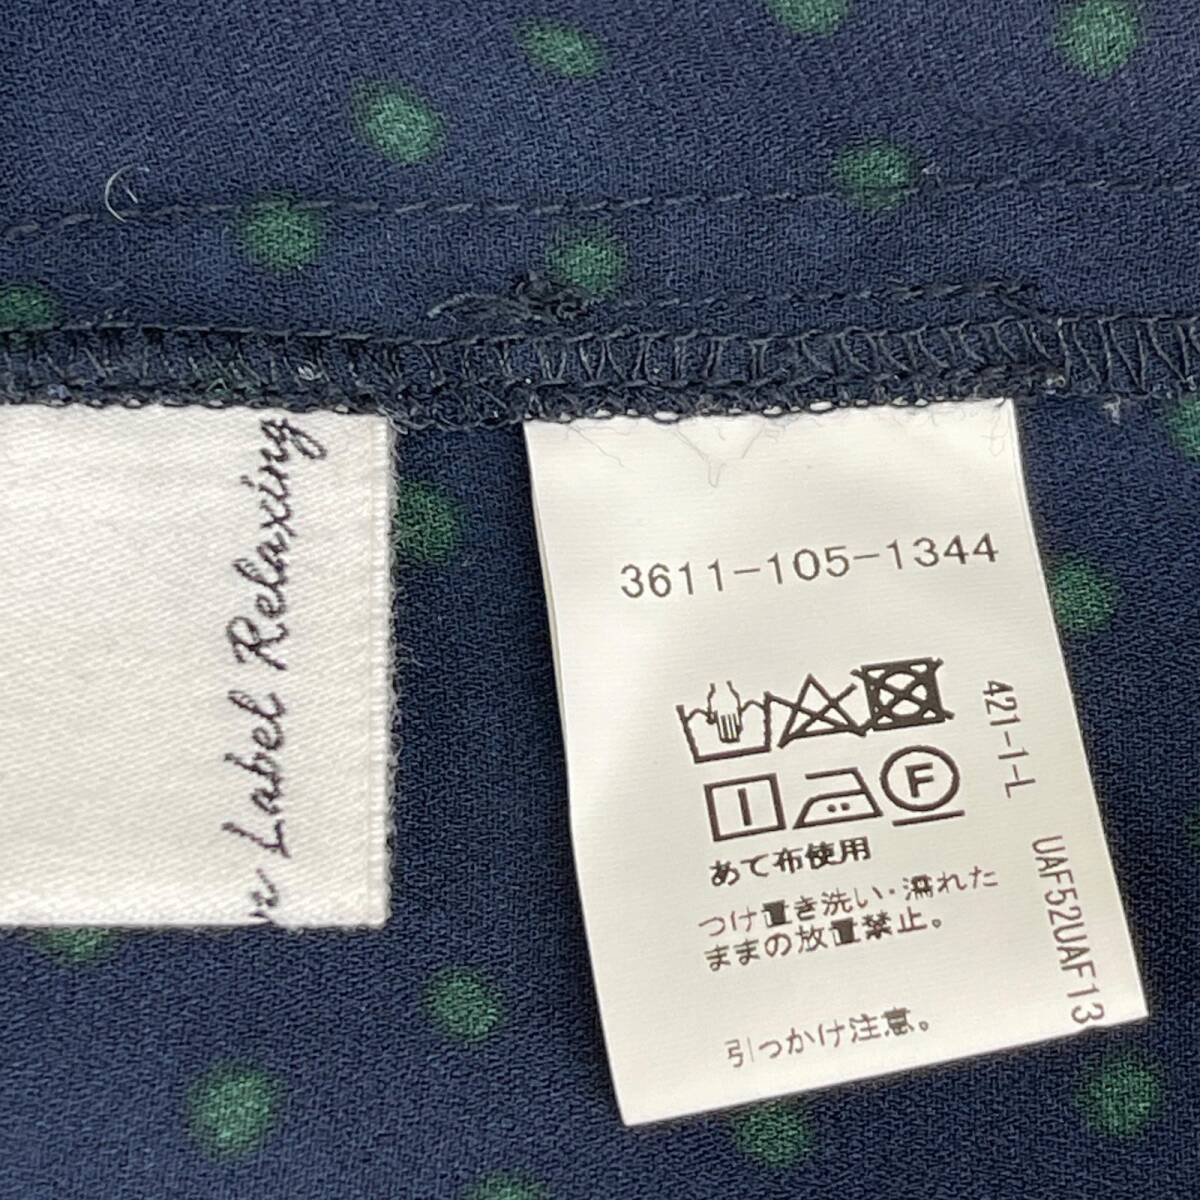 Label Relaxing
3611-105-1344
F
あて布使用
つけ置き洗い・濡れた
ままの放置禁止。
引っかけ注意。
421-1-L
UAF52UAF13